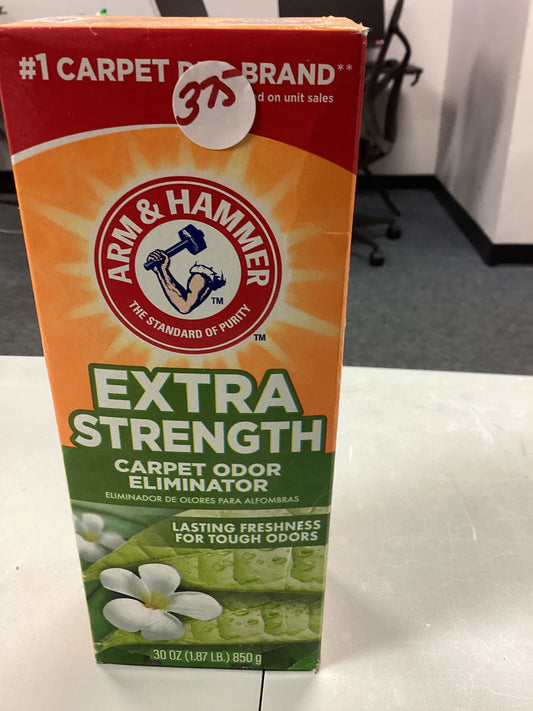 #1 CARPET BRAND**
d on unit sales
375
ARM & HAMMER
THE STANDARD OF PURITY
TM
TM
EXTRA
STRENGTH
CARPET ODOR
ELIMINATOR
ELIMINADOR DE OLORES PARA ALFOMBRAS
LASTING FRESHNESS
FOR TOUGH ODORS
30 OZ (1.87 LB.) 850 g